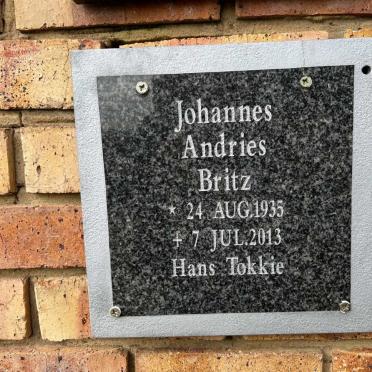 Johannes
Andries
Britz
* 24 AUG.1935
+ 7 JUL.2013
Hans Tokkie